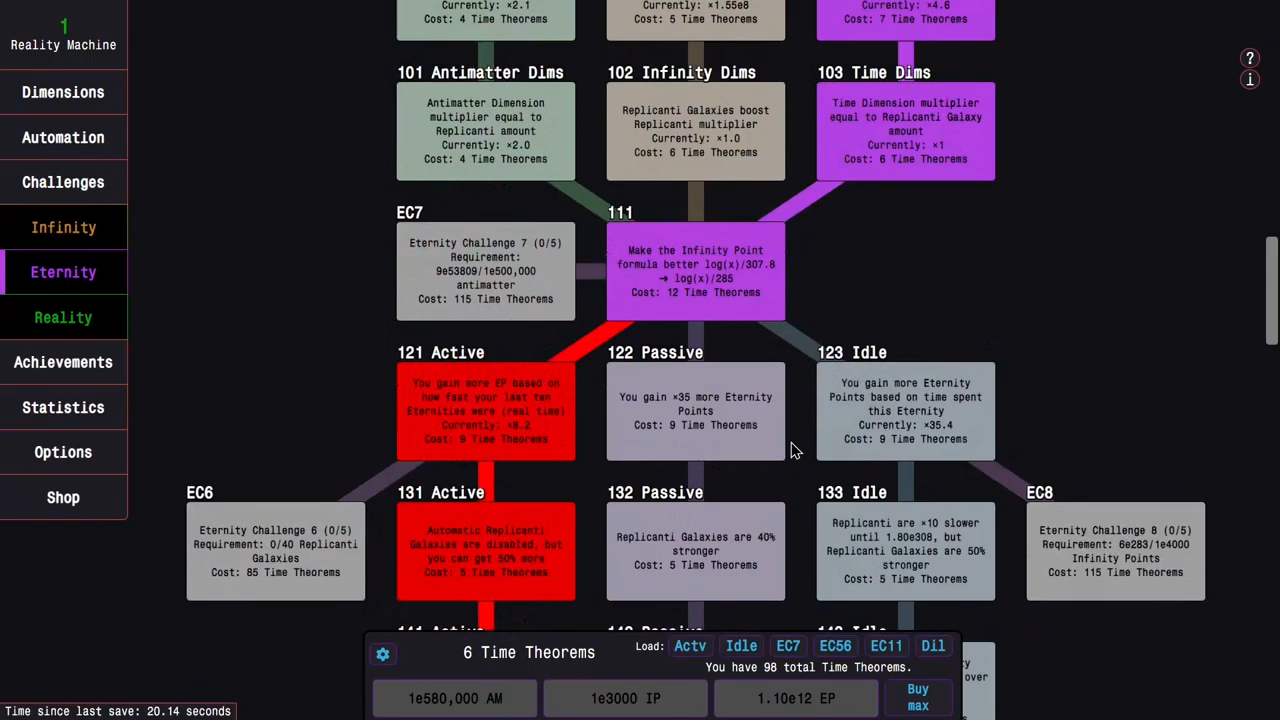 1
Reality Machine
Dimensions
Automation
Challenges
Infinity
Eternity
Reality
Achievements
Statistics
Options
Shop
Time since last save: 20.14 seconds
?
i
Currently: ×2.1
Cost: 4 Time Theorems
Currently: ×1.55e8
Cost: 5 Time Theorems
Currently: ×4.6
Cost: 7 Time Theorems
101 Antimatter Dims
Antimatter Dimension
multiplier equal to
Replicanti amount
Currently: ×2.0
Cost: 4 Time Theorems
102 Infinity Dims
Replicanti Galaxies boost
Replicanti multiplier
Currently: ×1.0
Cost: 6 Time Theorems
103 Time Dims
Time Dimension multiplier
equal to Replicanti Galaxy
amount
Currently: ×1
Cost: 6 Time Theorems
EC7
Eternity Challenge 7 (0/5)
Requirement:
9e53809/1e500,000
antimatter
Cost: 115 Time Theorems
111
Make the Infinity Point
formula better log(x)/307.8
➜ log(x)/285
Cost: 12 Time Theorems
121 Active
You gain more EP based on
how fast your last ten
Eternities were (real time)
Currently: ×8.2
Cost: 9 Time Theorems
122 Passive
You gain ×35 more Eternity
Points
Cost: 9 Time Theorems
123 Idle
You gain more Eternity
Points based on time spent
this Eternity
Currently: ×35.4
Cost: 9 Time Theorems
EC6
Eternity Challenge 6 (0/5)
Requirement: 0/40 Replicanti
Galaxies
Cost: 85 Time Theorems
131 Active
Automatic Replicanti
Galaxies are disabled, but
you can get 50% more
Cost: 5 Time Theorems
132 Passive
Replicanti Galaxies are 40%
stronger
Cost: 5 Time Theorems
133 Idle
Replicanti are ×10 slower
until 1.80e308, but
Replicanti Galaxies are 50%
stronger
Cost: 5 Time Theorems
EC8
Eternity Challenge 8 (0/5)
Requirement: 6e283/1e4000
Infinity Points
Cost: 115 Time Theorems
over
6 Time Theorems
Load: Actv Idle EC7 EC56 EC11 Dil
You have 98 total Time Theorems.
1e580,000 AM
1e3000 IP
1.10e12 EP
Buy
max